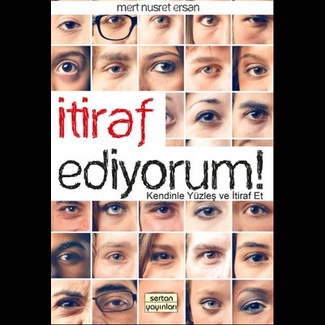 mert nusret ersan
itiraf
ediyorum!
Kendinle Yüzleş ve İtiraf Et
sertan
yayınları